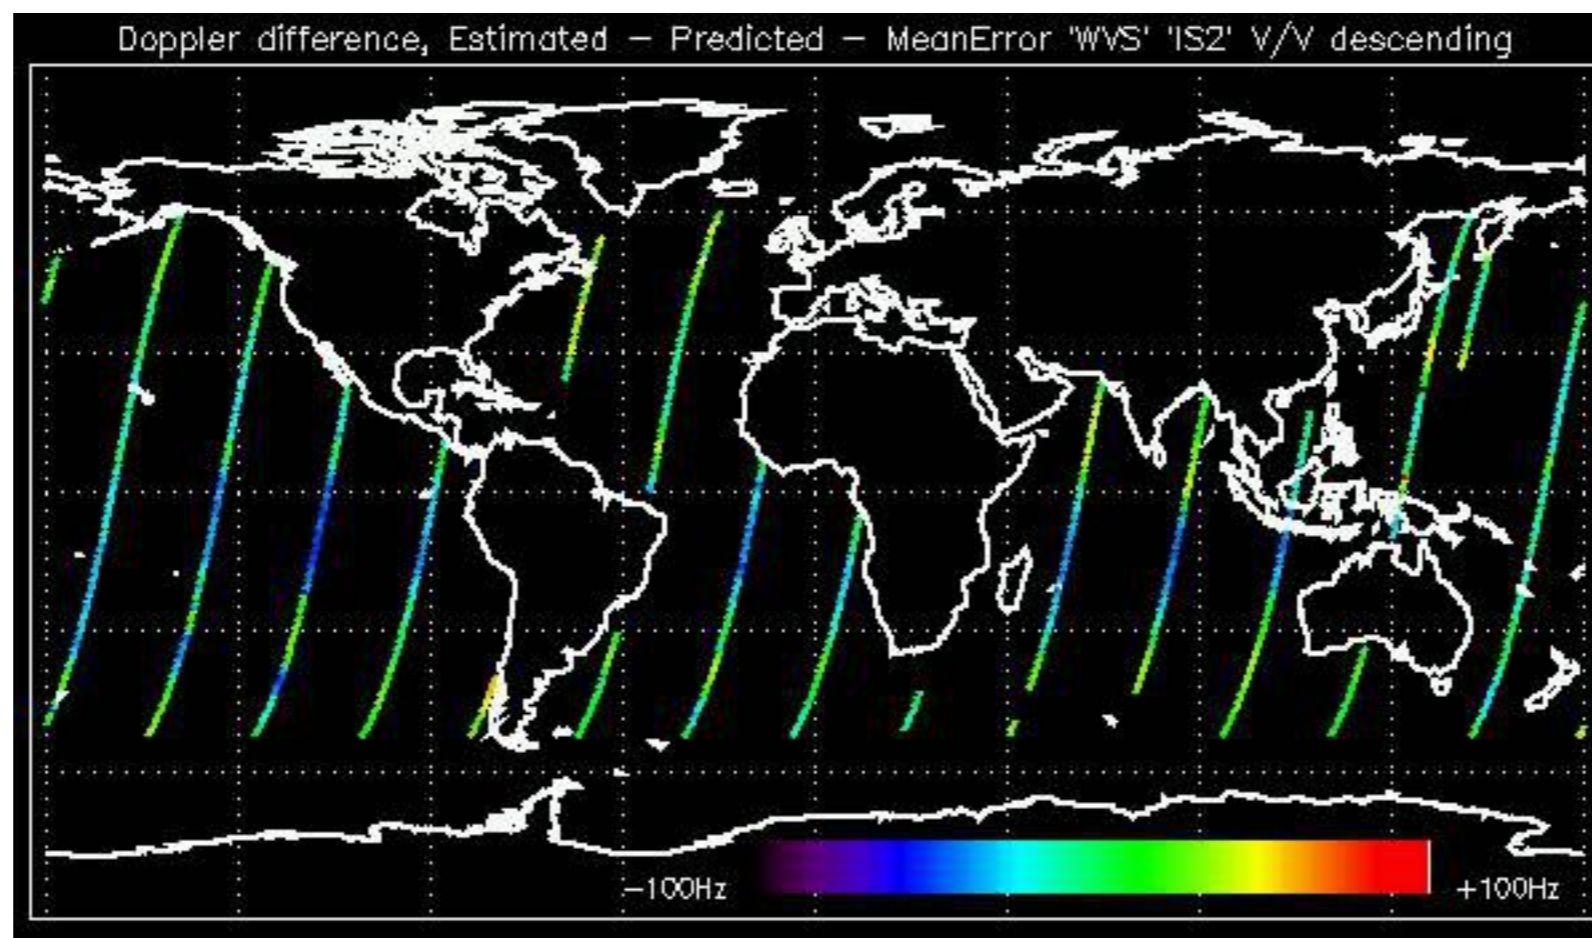 Doppler difference, Estimated – Predicted – MeanError 'WVS' 'IS2' V/V descending
−100Hz
+100Hz